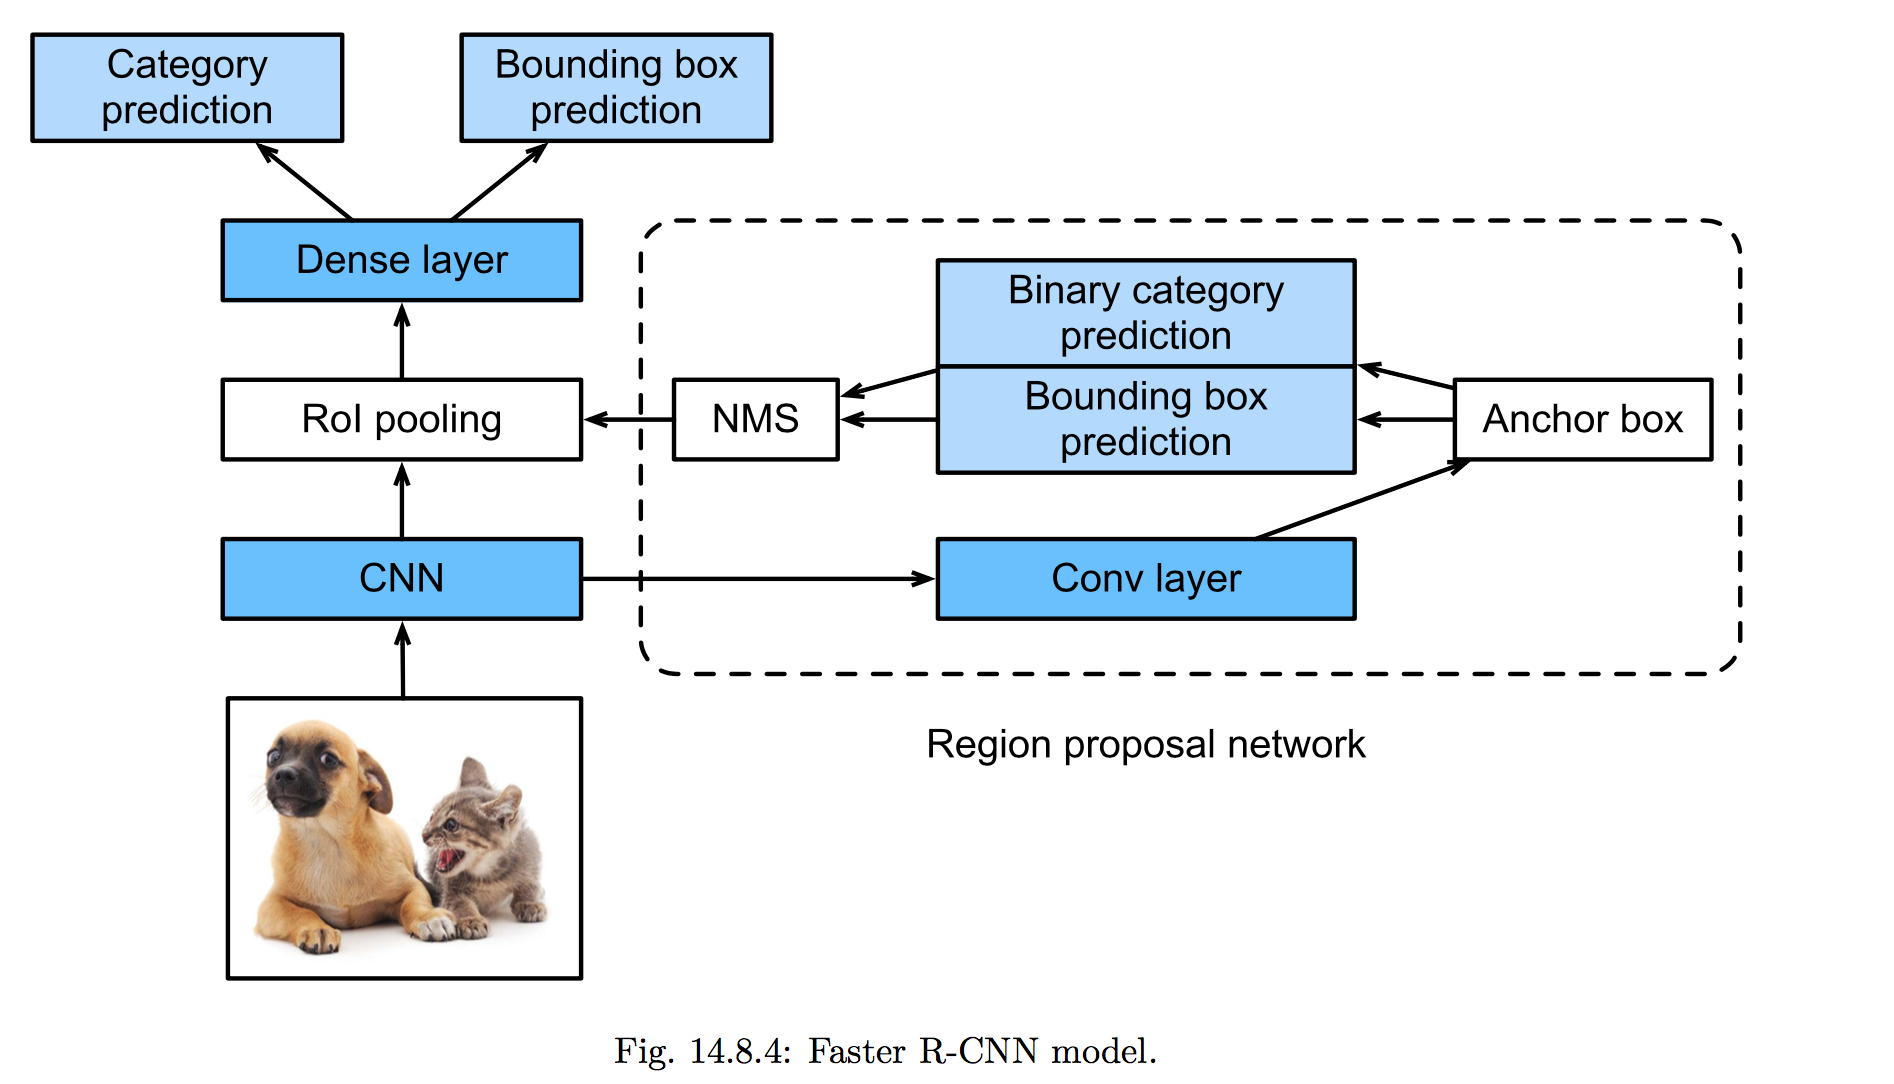 Category
prediction
Bounding box
prediction
Dense layer
Binary category
prediction
RoI pooling
NMS
Bounding box
prediction
Anchor box
CNN
Conv layer
Region proposal network
Fig. 14.8.4: Faster R-CNN model.